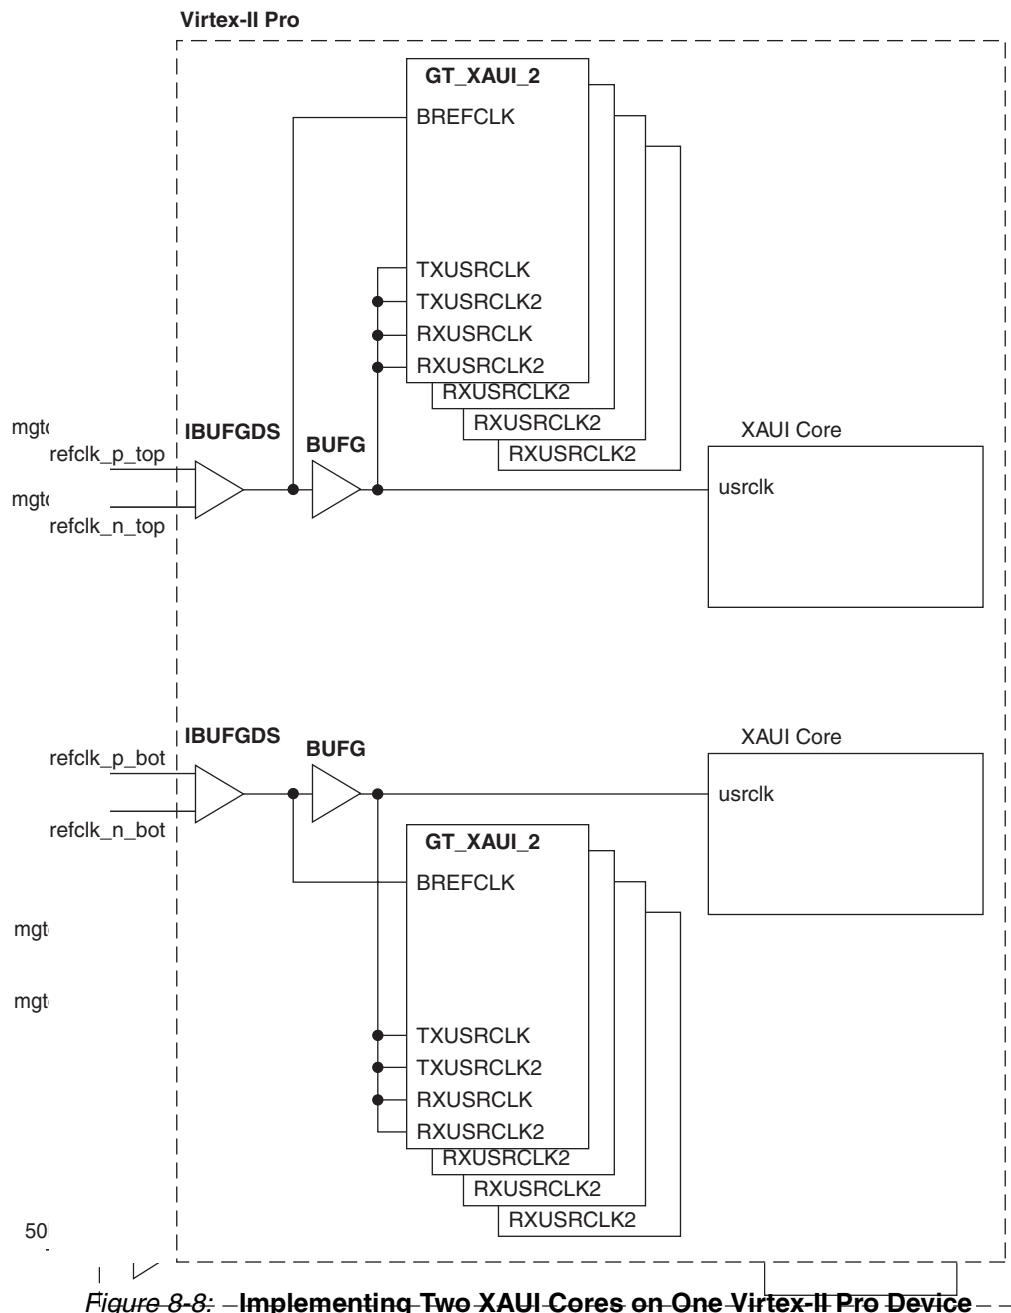 Virtex-II Pro
GT_XAUI_2
BREFCLK
TXUSRCLK
TXUSRCLK2
RXUSRCLK
RXUSRCLK2
RXUSRCLK2
RXUSRCLK2
RXUSRCLK2
IBUFGDS
BUFG
XAUI Core
refclk_p_top
usrclk
refclk_n_top
IBUFGDS
BUFG
XAUI Core
refclk_p_bot
usrclk
refclk_n_bot
GT_XAUI_2
BREFCLK
TXUSRCLK
TXUSRCLK2
RXUSRCLK
RXUSRCLK2
RXUSRCLK2
RXUSRCLK2
RXUSRCLK2
50
Figure 8-8: Implementing Two XAUI Cores on One Virtex-II Pro Device